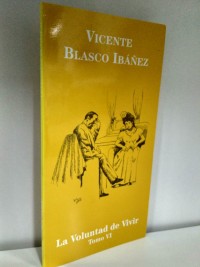 VICENTE
BLASCO IBÁÑEZ
La Voluntad de Vivir
Tomo VI